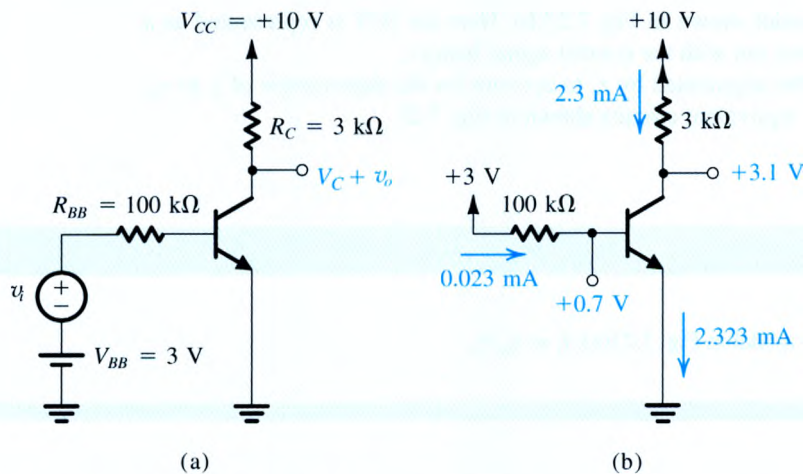 V_CC = +10 V
R_C = 3 kΩ
V_C + v_o
R_BB = 100 kΩ
v_i
+
−
V_BB = 3 V
(a)
+10 V
2.3 mA
3 kΩ
+3.1 V
+3 V
100 kΩ
0.023 mA
+0.7 V
2.323 mA
(b)